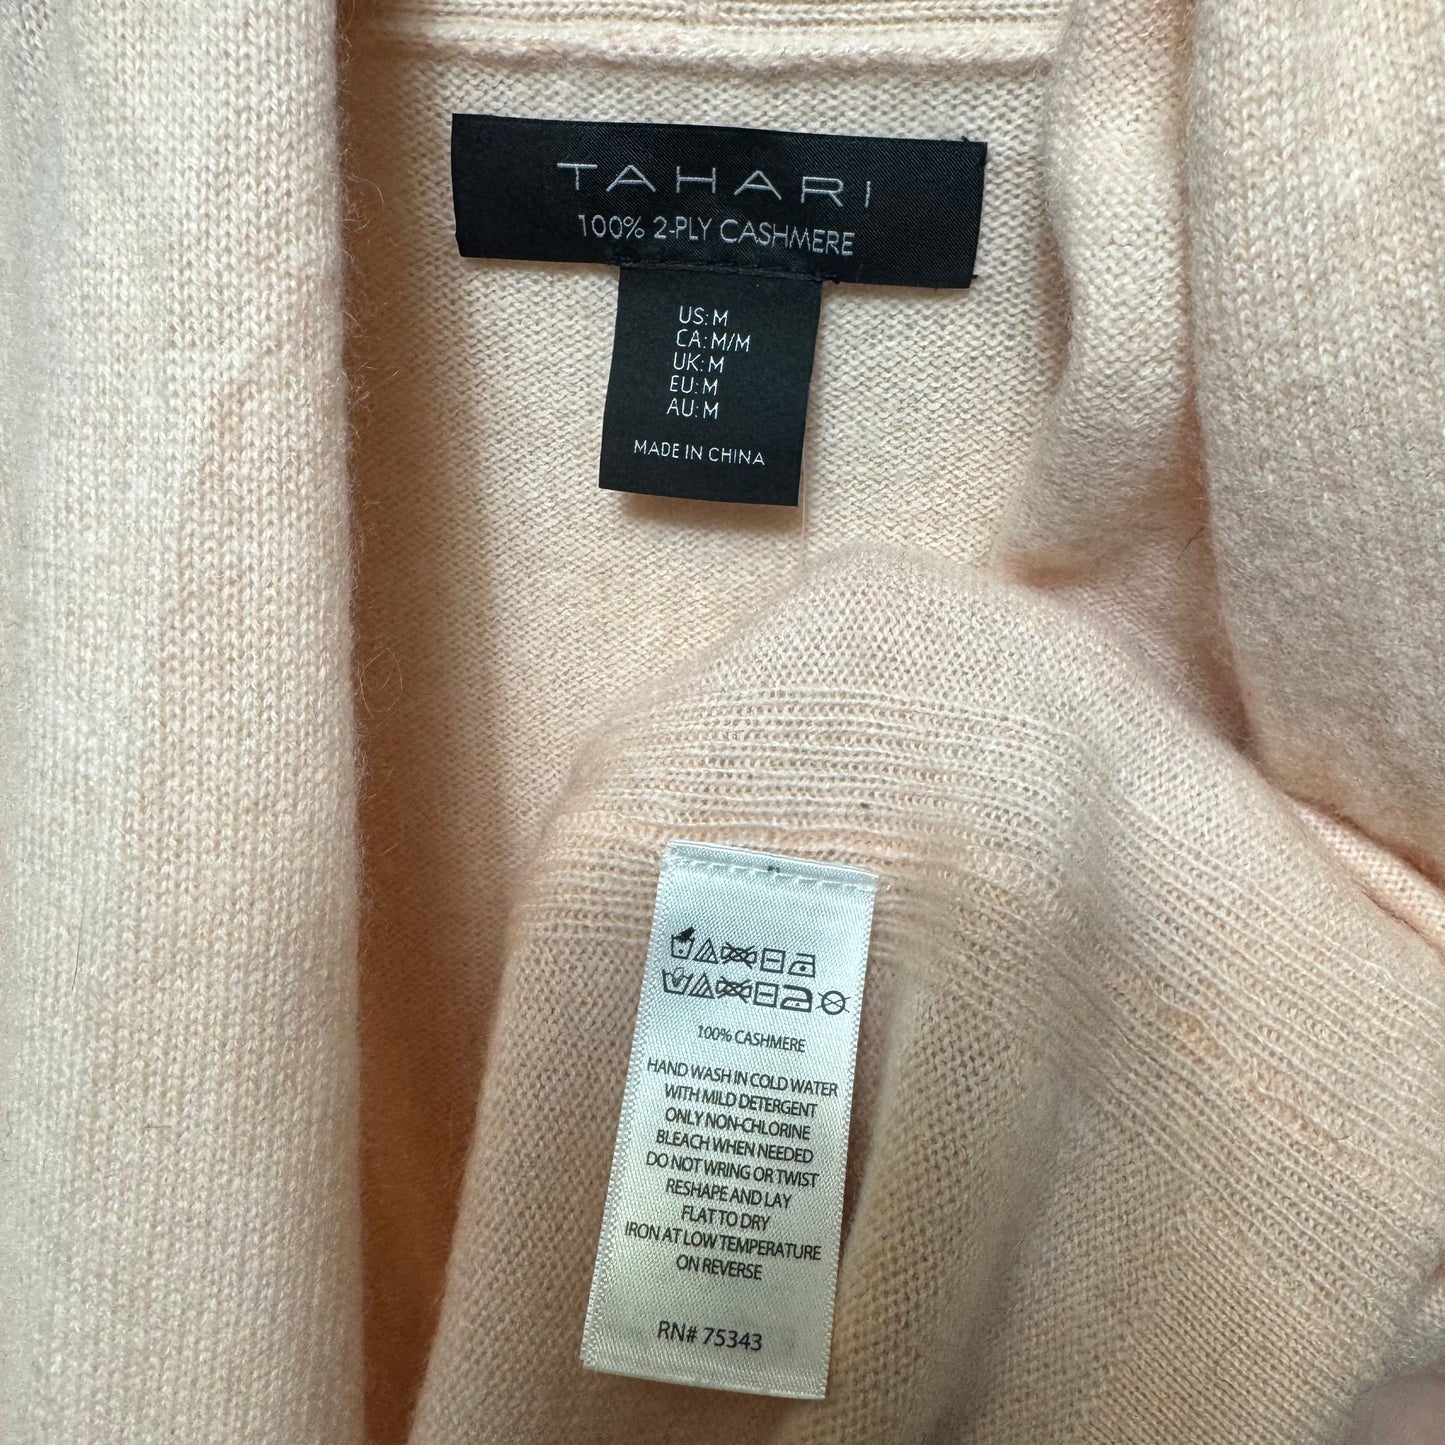 TAHARI
100% 2-PLY CASHMERE
US: M
CA: M/M
UK: M
EU: M
AU: M
MADE IN CHINA
100% CASHMERE
HAND WASH IN COLD WATER
WITH MILD DETERGENT
ONLY NON-CHLORINE
BLEACH WHEN NEEDED
DO NOT WRING OR TWIST
RESHAPE AND LAY
FLAT TO DRY
IRON AT LOW TEMPERATURE
ON REVERSE
RN# 75343